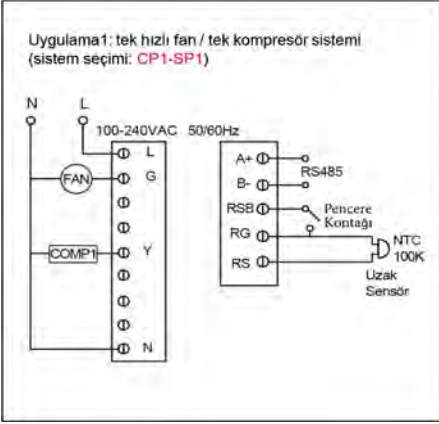 Uygulama1: tek hızlı fan / tek kompresör sistemi
(sistem seçimi: CP1-SP1)
N L
100-240VAC 50/60Hz
L
FAN G
COMP1 Y
N
A+
B-
RS485
RSB
Pencere
Kontağı
RG
RS
NTC
100K
Uzak
Sensör